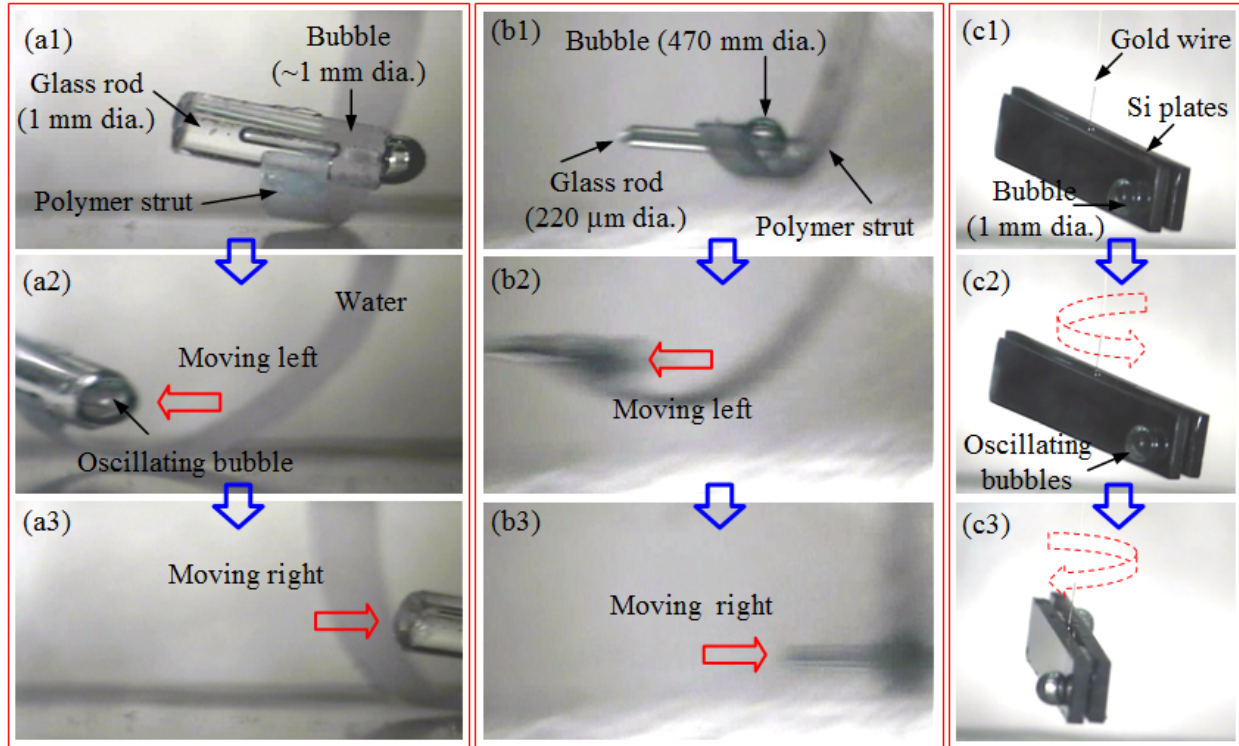 (a1)
Bubble
(~1 mm dia.)
Glass rod
(1 mm dia.)
Polymer strut
(a2)
Water
Moving left
Oscillating bubble
(a3)
Moving right
(b1)
Bubble (470 mm dia.)
Glass rod
(220 µm dia.)
Polymer strut
(b2)
Moving left
(b3)
Moving right
(c1)
Gold wire
Si plates
Bubble
(1 mm dia.)
(c2)
Oscillating
bubbles
(c3)